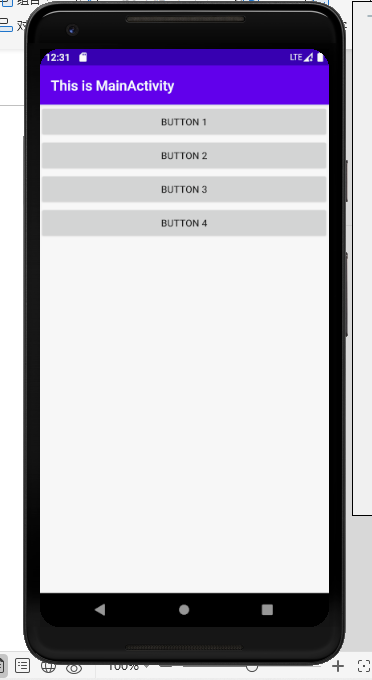 12:31
LTE
This is MainActivity
BUTTON 1
BUTTON 2
BUTTON 3
BUTTON 4
100%